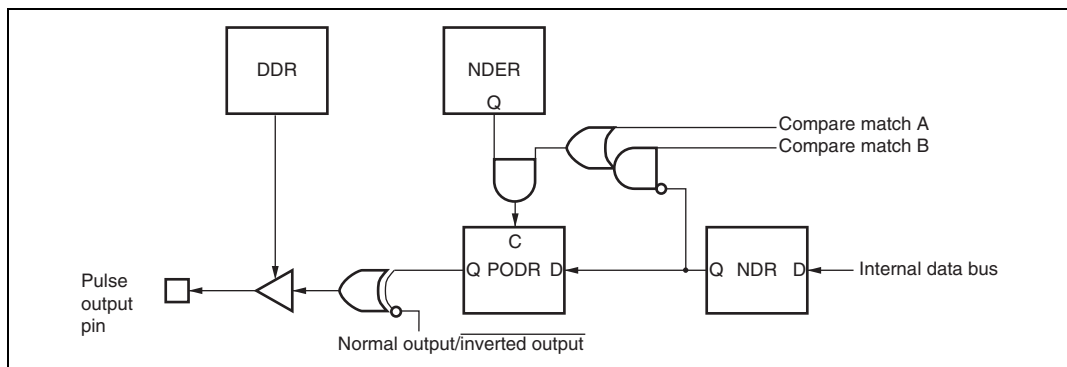 DDR
NDER
Q
Compare match A
Compare match B
C
Q PODR D
Q NDR D
Internal data bus
Pulse
output
pin
Normal output/inverted output